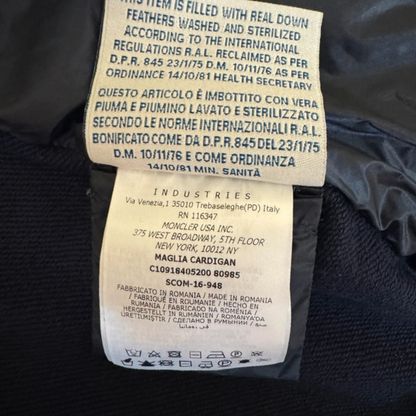 THIS ITEM IS FILLED WITH REAL DOWN
FEATHERS WASHED AND STERILIZED
ACCORDING TO THE INTERNATIONAL
REGULATIONS R.A.L. RECLAIMED AS PER
D.P.R. 845 23/1/75 D.M. 10/11/76 AS PER
ORDINANCE 14/10/81 HEALTH SECRETARY
QUESTO ARTICOLO È IMBOTTITO CON VERA
PIUMA E PIUMINO LAVATO E STERILIZZATO
SECONDO LE NORME INTERNAZIONALI R.A.L.
BONIFICATO COME DA D.P.R. 845 DEL 23/1/75
D.M. 10/11/76 E COME ORDINANZA
14/10/81 MIN. SANITÀ
INDUSTRIES
Via Venezia,1 35010 Trebaseleghe(PD) Italy
RN 116347
MONCLER USA INC.
375 WEST BROADWAY, 5TH FLOOR
NEW YORK, 10012 NY
MAGLIA CARDIGAN
C10918405200 80985
SCOM-16-948
FABBRICATO IN ROMANIA / MADE IN ROMANIA
/ FABRIQUÉ EN ROUMANIE / HECHO EN
RUMANIA / FABRICADO NA ROMÉNIA /
HERGESTELLT IN RUMÄNIEN / ROMANYA'DA
ÜRETILMIŞTIR / СДЕЛАНО В РУМЫНИИ /